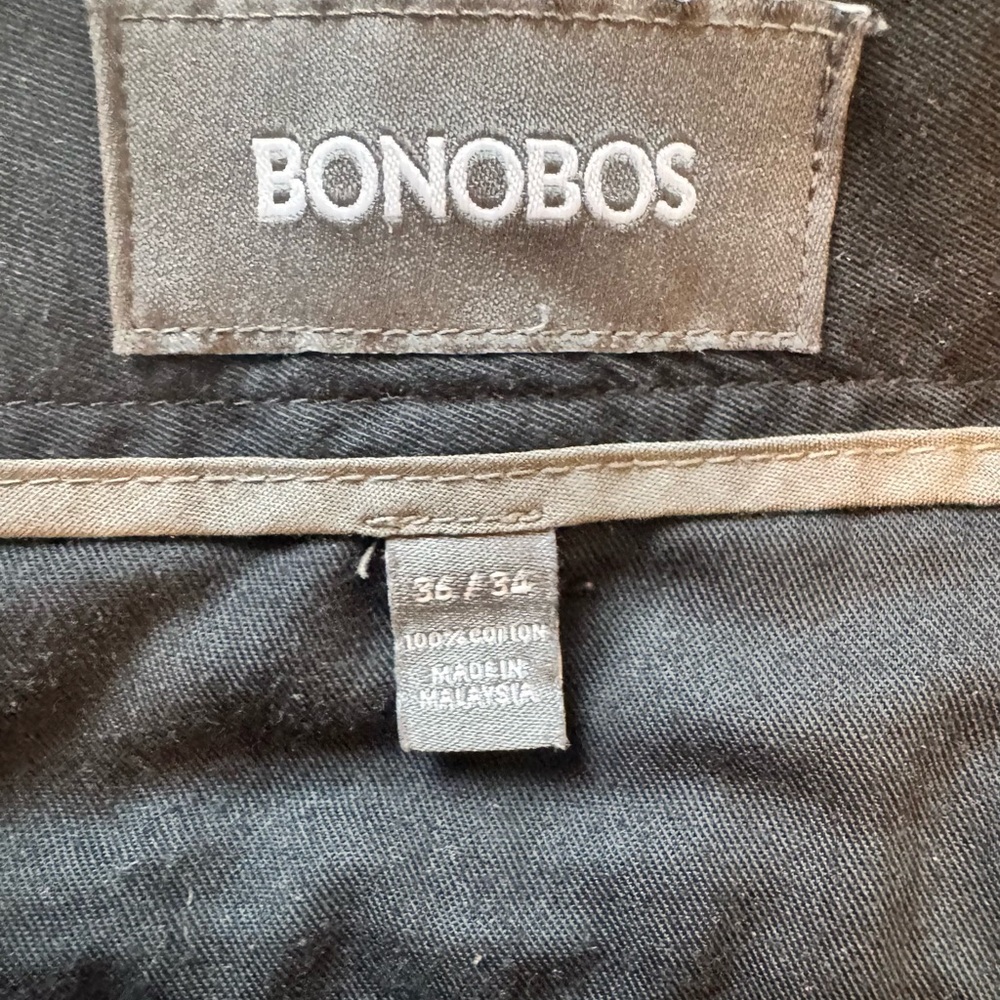 BONOBOS
36 / 34
100% COTTON
MADE IN
MALAYSIA